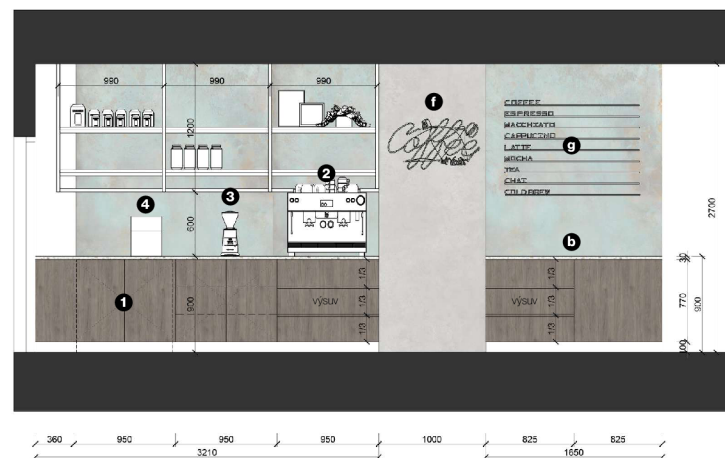 990 990 990
f
COFFEE
ESPRESSO
MACCHIATO
CAPPUCINO
LATTE
MOCHA
TEA
CHAI
COLD BREW
g
1200
Coffee
2
4
3
600
2700
b
1
900
1/3
výsuv
1/3
1/3
1/3
výsuv
1/3
1/3
30
770
900
100
360 950 950 950 1000 825 825
3210 1650